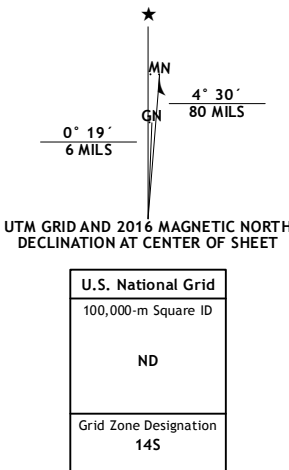 ★
MN
GN
4° 30´
80 MILS
0° 19´
6 MILS
UTM GRID AND 2016 MAGNETIC NORTH
DECLINATION AT CENTER OF SHEET
U.S. National Grid
100,000-m Square ID
ND
Grid Zone Designation
14S